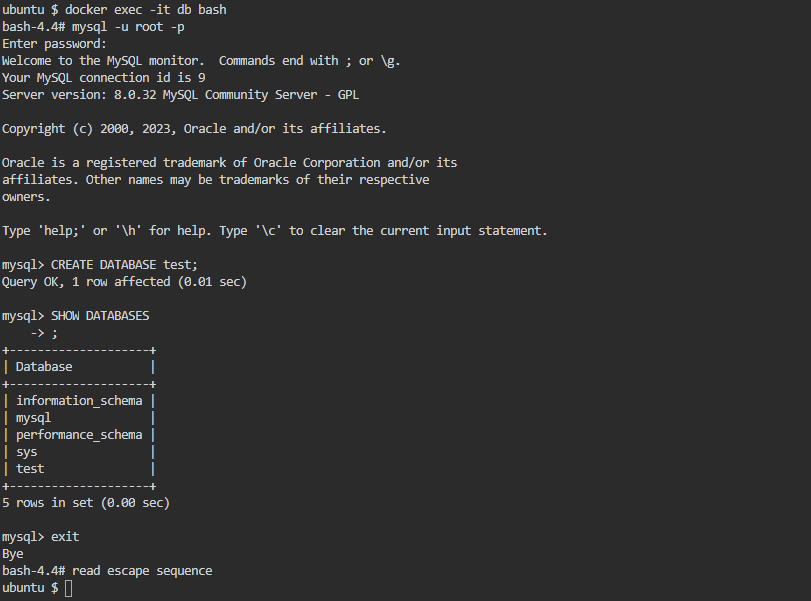 ubuntu $ docker exec -it db bash
bash-4.4# mysql -u root -p
Enter password:
Welcome to the MySQL monitor.  Commands end with ; or \g.
Your MySQL connection id is 9
Server version: 8.0.32 MySQL Community Server - GPL

Copyright (c) 2000, 2023, Oracle and/or its affiliates.

Oracle is a registered trademark of Oracle Corporation and/or its
affiliates. Other names may be trademarks of their respective
owners.

Type 'help;' or '\h' for help. Type '\c' to clear the current input statement.

mysql> CREATE DATABASE test;
Query OK, 1 row affected (0.01 sec)

mysql> SHOW DATABASES
    -> ;
+--------------------+
| Database           |
+--------------------+
| information_schema |
| mysql              |
| performance_schema |
| sys                |
| test               |
+--------------------+
5 rows in set (0.00 sec)

mysql> exit
Bye
bash-4.4# read escape sequence
ubuntu $